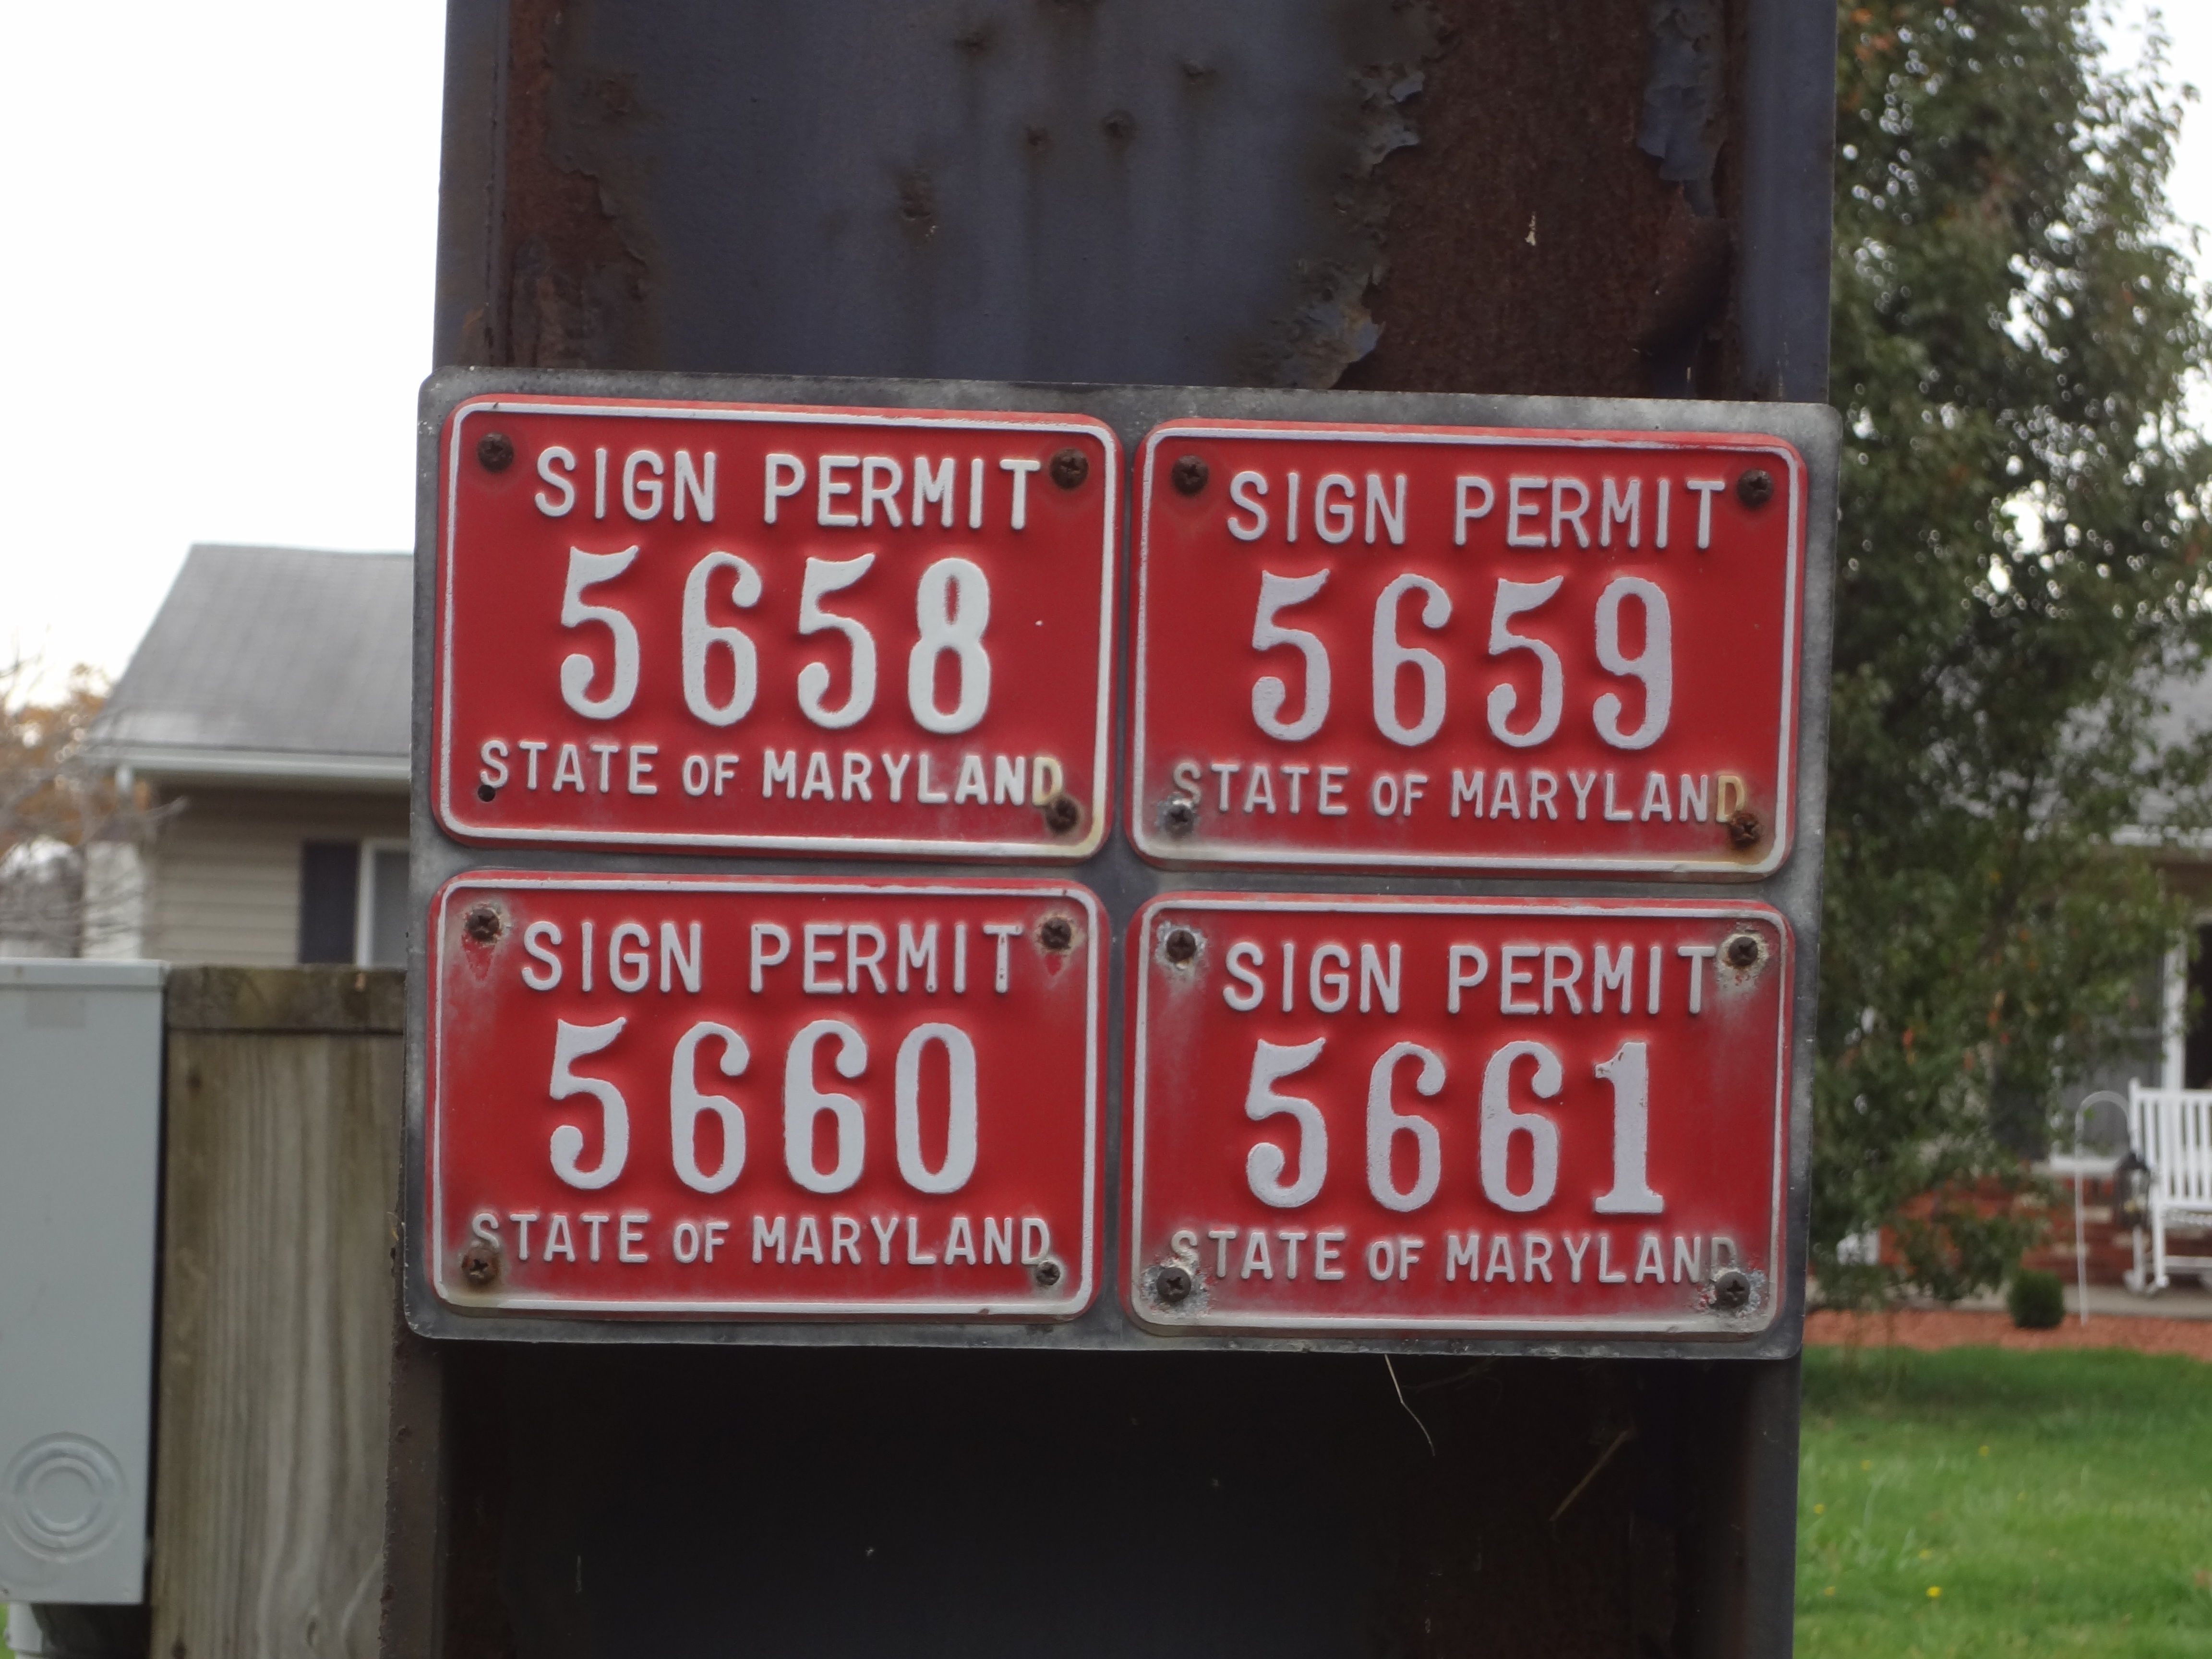 SIGN PERMIT
5658
STATE OF MARYLAND
SIGN PERMIT
5659
STATE OF MARYLAND
SIGN PERMIT
5660
STATE OF MARYLAND
SIGN PERMIT
5661
STATE OF MARYLAND